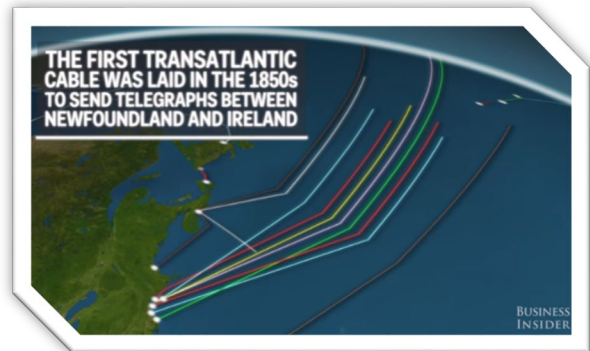 THE FIRST TRANSATLANTIC
CABLE WAS LAID IN THE 1850s
TO SEND TELEGRAPHS BETWEEN
NEWFOUNDLAND AND IRELAND
BUSINESS
INSIDER